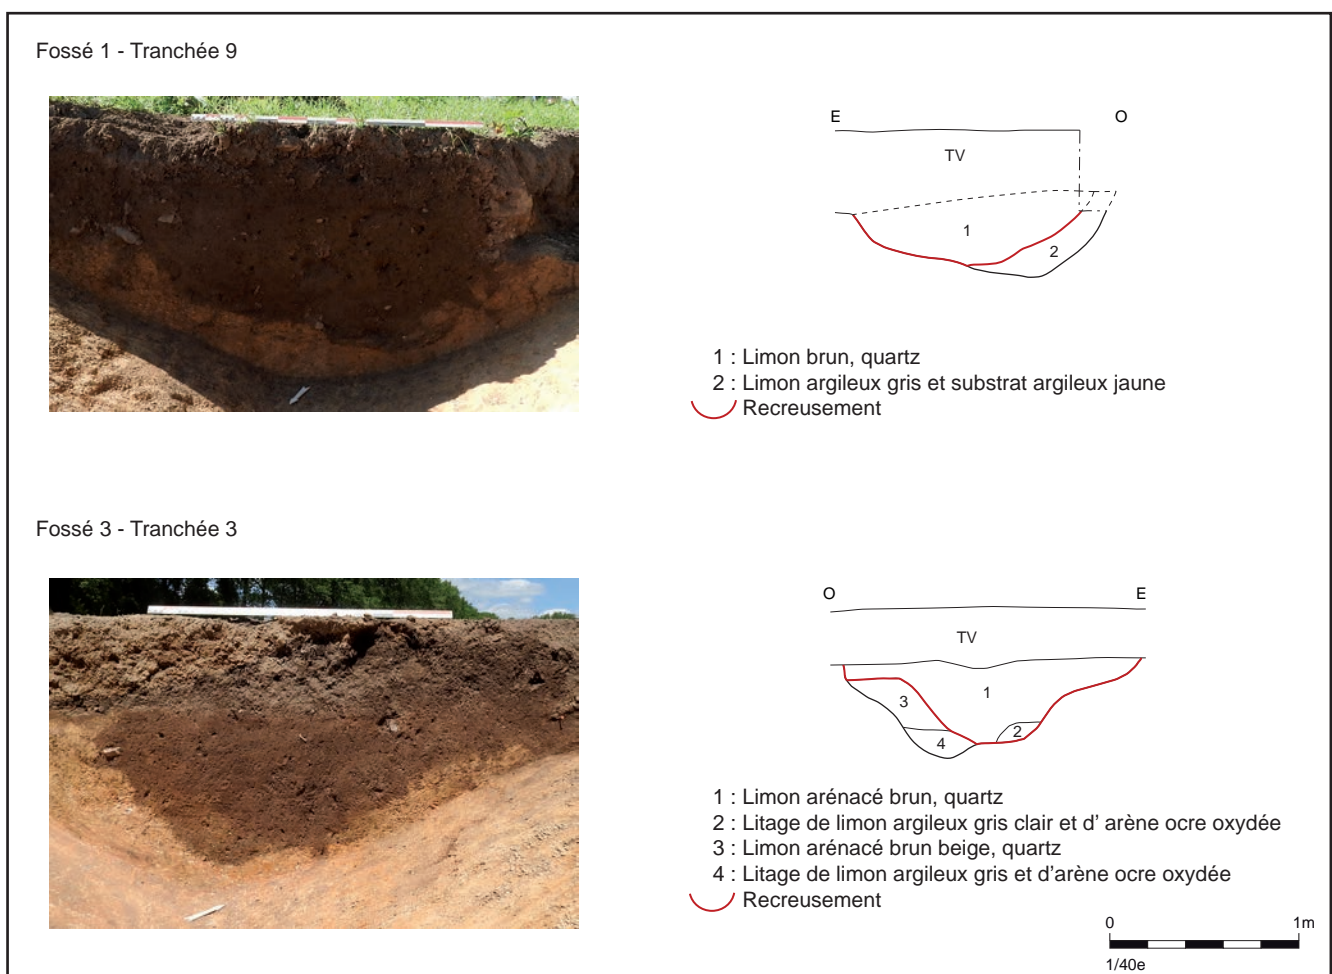 Fossé 1 - Tranchée 9
E O
TV
1
2
1 : Limon brun, quartz
2 : Limon argileux gris et substrat argileux jaune
Recreusement
Fossé 3 - Tranchée 3
O E
TV
1
3
2
4
1 : Limon arénacé brun, quartz
2 : Litage de limon argileux gris clair et d' arène ocre oxydée
3 : Limon arénacé brun beige, quartz
4 : Litage de limon argileux gris et d'arène ocre oxydée
Recreusement
0 1m
1/40e